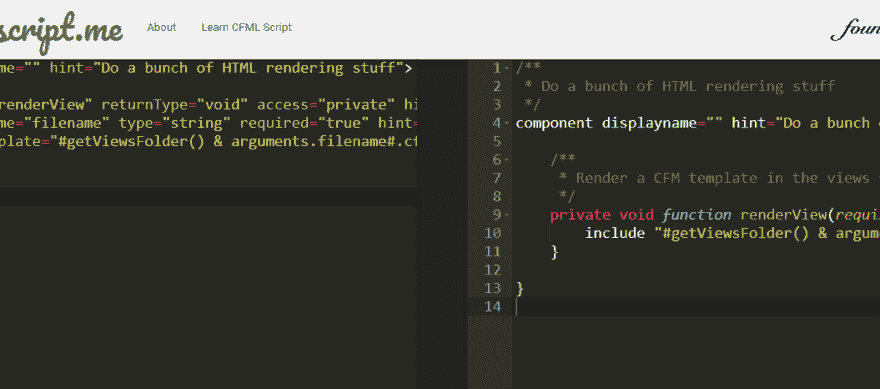 script.me
About
Learn CFML Script
foun
me="" hint="Do a bunch of HTML rendering stuff">
renderView" returnType="void" access="private" hi
me="filename" type="string" required="true" hint=
plate="#getViewsFolder() & arguments.filename#.cf
1 /**
2  * Do a bunch of HTML rendering stuff
3  */
4 component displayname="" hint="Do a bunch
5
6     /**
7      * Render a CFM template in the views
8      */
9     private void function renderView(requi
10         include "#getViewsFolder() & argume
11     }
12
13 }
14